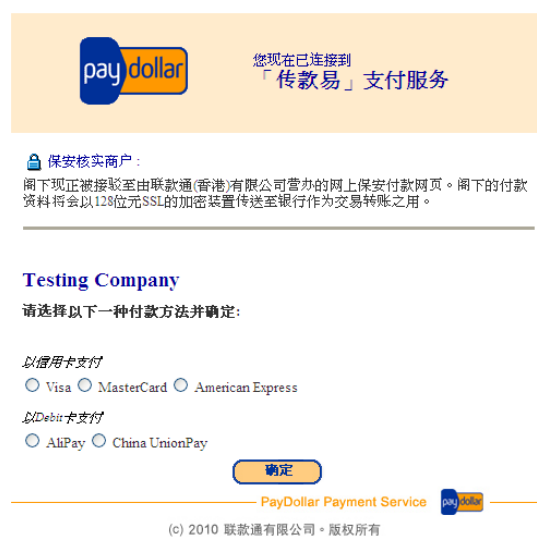 paydollar
您现在已连接到
「传款易」支付服务
保安核实商户 :
阁下现正被接驳至由联款通(香港)有限公司营办的网上保安付款网页。阁下的付款
资料将会以128位元SSL的加密装置传送至银行作为交易转账之用。
Testing Company
请选择以下一种付款方法并确定:
以信用卡支付
Visa MasterCard American Express
以Debit卡支付
AliPay China UnionPay
确定
PayDollar Payment Service paydollar
(c) 2010 联款通有限公司。版权所有